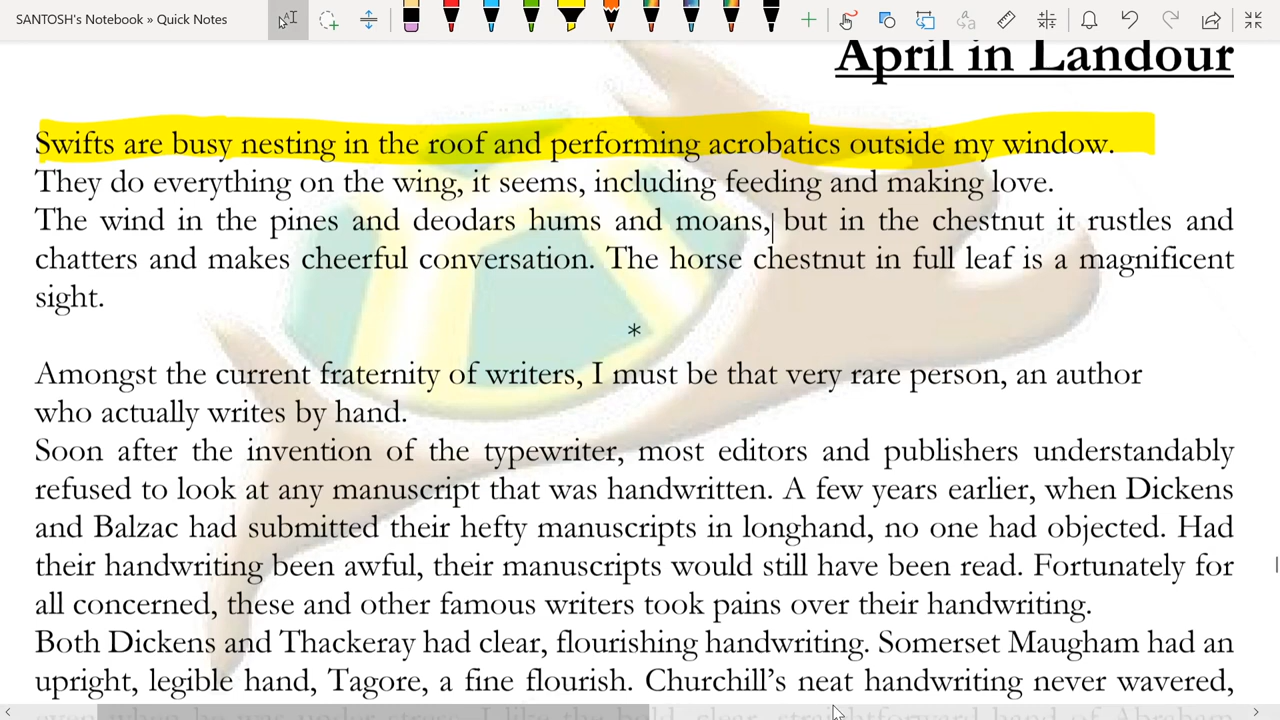 SANTOSH's Notebook » Quick Notes
April in Landour
Swifts are busy nesting in the roof and performing acrobatics outside my window.
They do everything on the wing, it seems, including feeding and making love.
The wind in the pines and deodars hums and moans, but in the chestnut it rustles and
chatters and makes cheerful conversation. The horse chestnut in full leaf is a magnificent
sight.
*
Amongst the current fraternity of writers, I must be that very rare person, an author
who actually writes by hand.
Soon after the invention of the typewriter, most editors and publishers understandably
refused to look at any manuscript that was handwritten. A few years earlier, when Dickens
and Balzac had submitted their hefty manuscripts in longhand, no one had objected. Had
their handwriting been awful, their manuscripts would still have been read. Fortunately for
all concerned, these and other famous writers took pains over their handwriting.
Both Dickens and Thackeray had clear, flourishing handwriting. Somerset Maugham had an
upright, legible hand, Tagore, a fine flourish. Churchill’s neat handwriting never wavered,